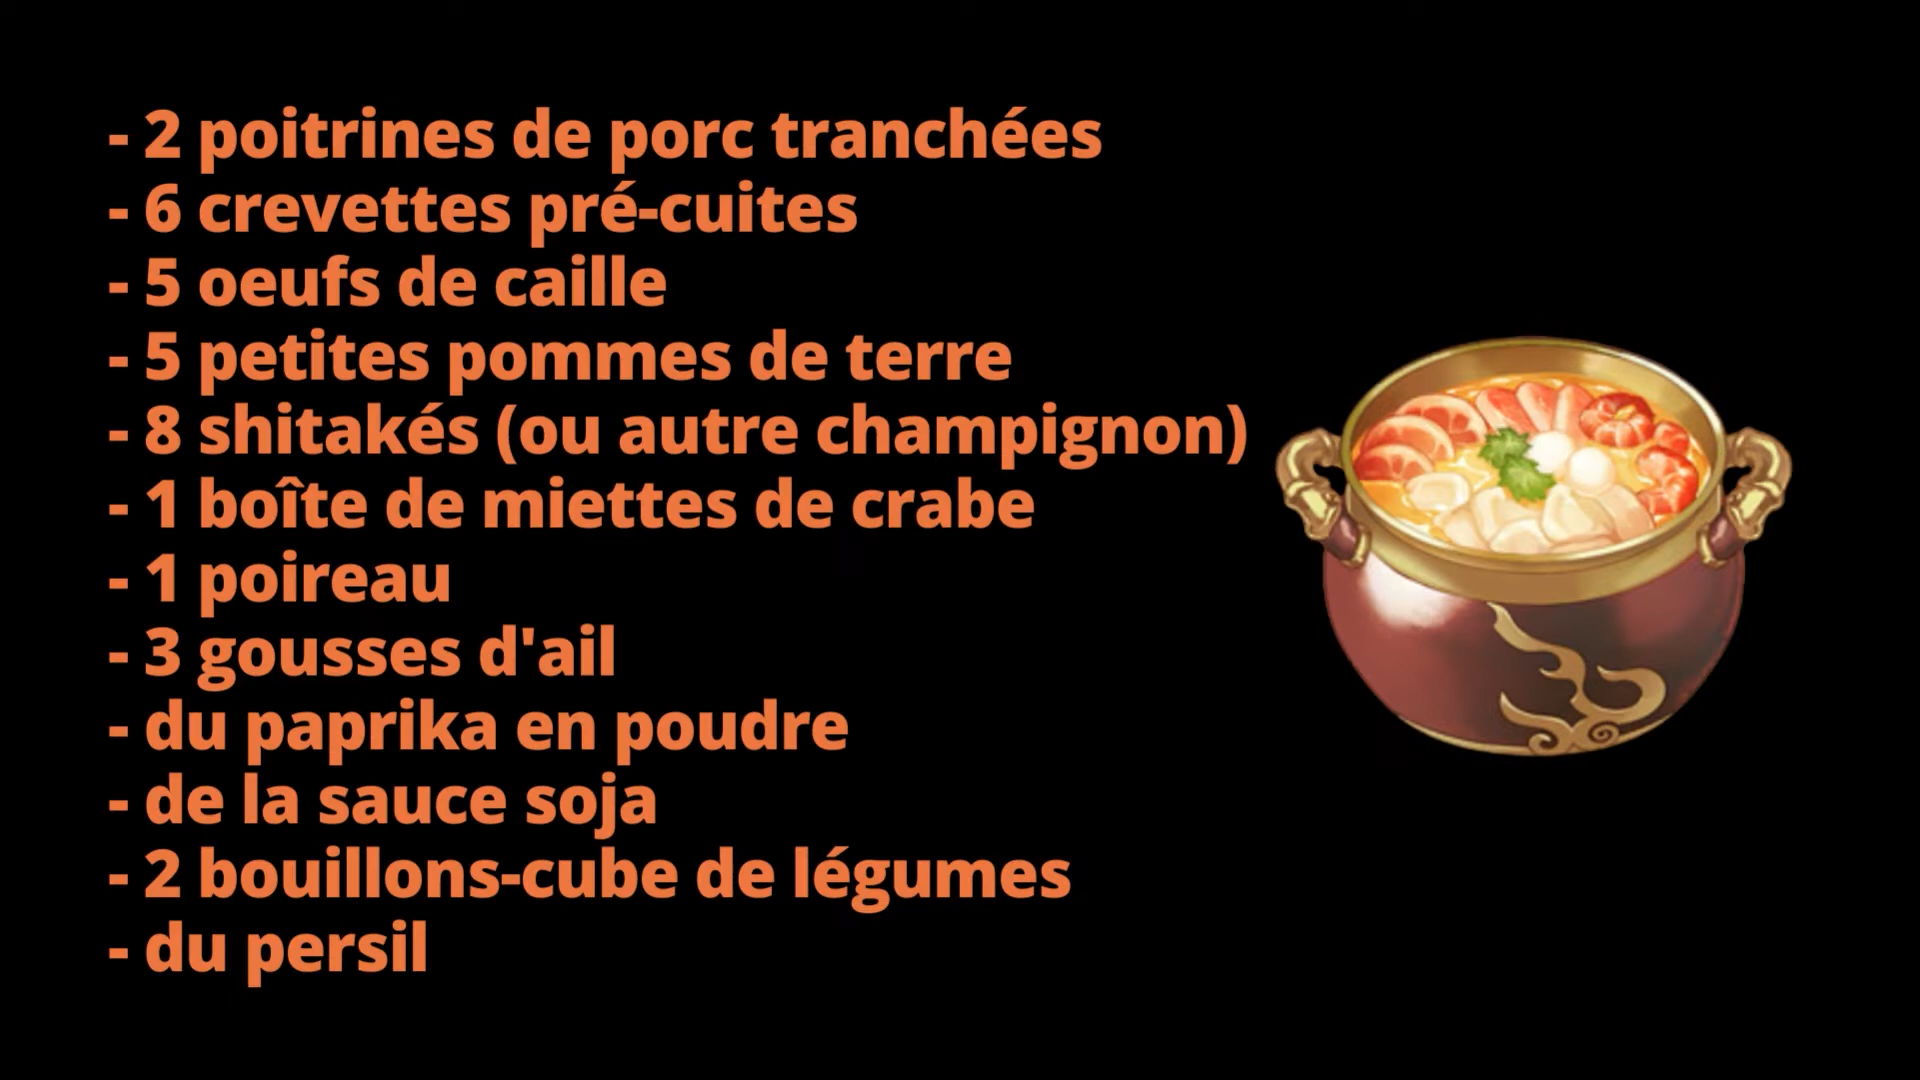 - 2 poitrines de porc tranchées
- 6 crevettes pré-cuites
- 5 oeufs de caille
- 5 petites pommes de terre
- 8 shitakés (ou autre champignon)
- 1 boîte de miettes de crabe
- 1 poireau
- 3 gousses d'ail
- du paprika en poudre
- de la sauce soja
- 2 bouillons-cube de légumes
- du persil